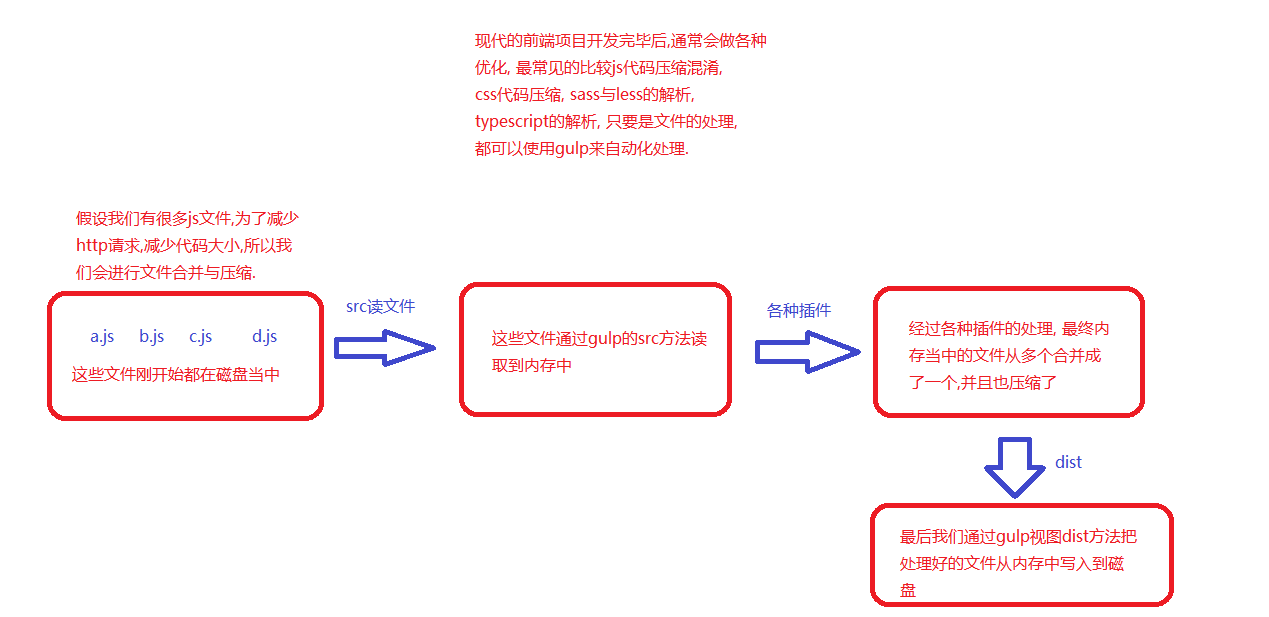 现代的前端项目开发完毕后,通常会做各种
优化, 最常见的比较js代码压缩混淆,
css代码压缩, sass与less的解析,
typescript的解析, 只要是文件的处理,
都可以使用gulp来自动化处理.
假设我们有很多js文件,为了减少
http请求,减少代码大小,所以我
们会进行文件合并与压缩.
a.js b.js c.js d.js
这些文件刚开始都在磁盘当中
src读文件
这些文件通过gulp的src方法读
取到内存中
各种插件
经过各种插件的处理, 最终内
存当中的文件从多个合并成
了一个,并且也压缩了
dist
最后我们通过gulp视图dist方法把
处理好的文件从内存中写入到磁
盘